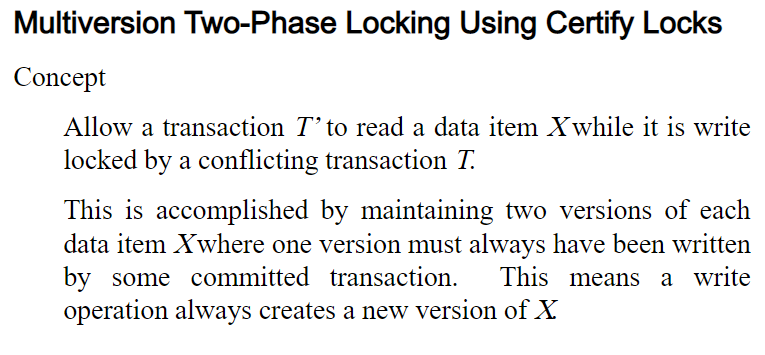 Multiversion Two-Phase Locking Using Certify Locks
Concept
Allow a transaction T’ to read a data item X while it is write
locked by a conflicting transaction T.
This is accomplished by maintaining two versions of each
data item X where one version must always have been written
by some committed transaction. This means a write
operation always creates a new version of X